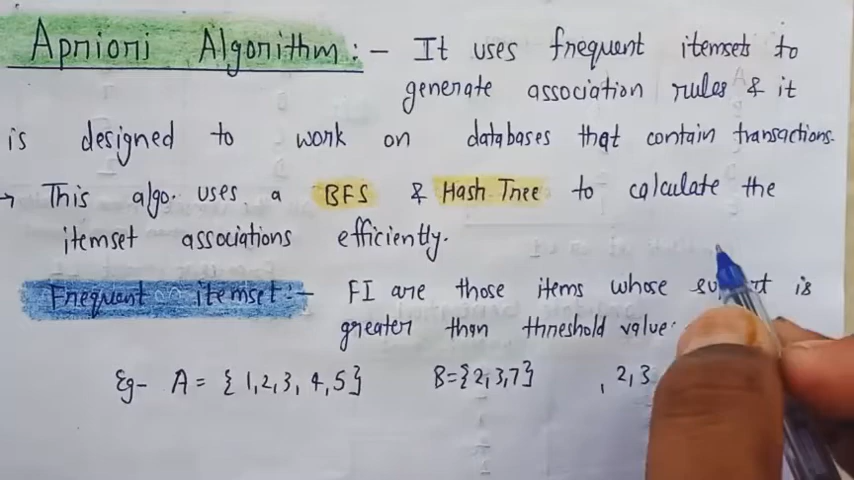 Apriori Algorithm:- It uses frequent itemsets to
generate association rules & it
is designed to work on databases that contain transactions.
→ This algo. uses a BFS & Hash Tree to calculate the
itemset associations efficiently.
Frequent itemset:- FI are those items whose is
greater than threshold value.
Eg- A = {1,2,3,4,5} B={2,3,7} , 2,3